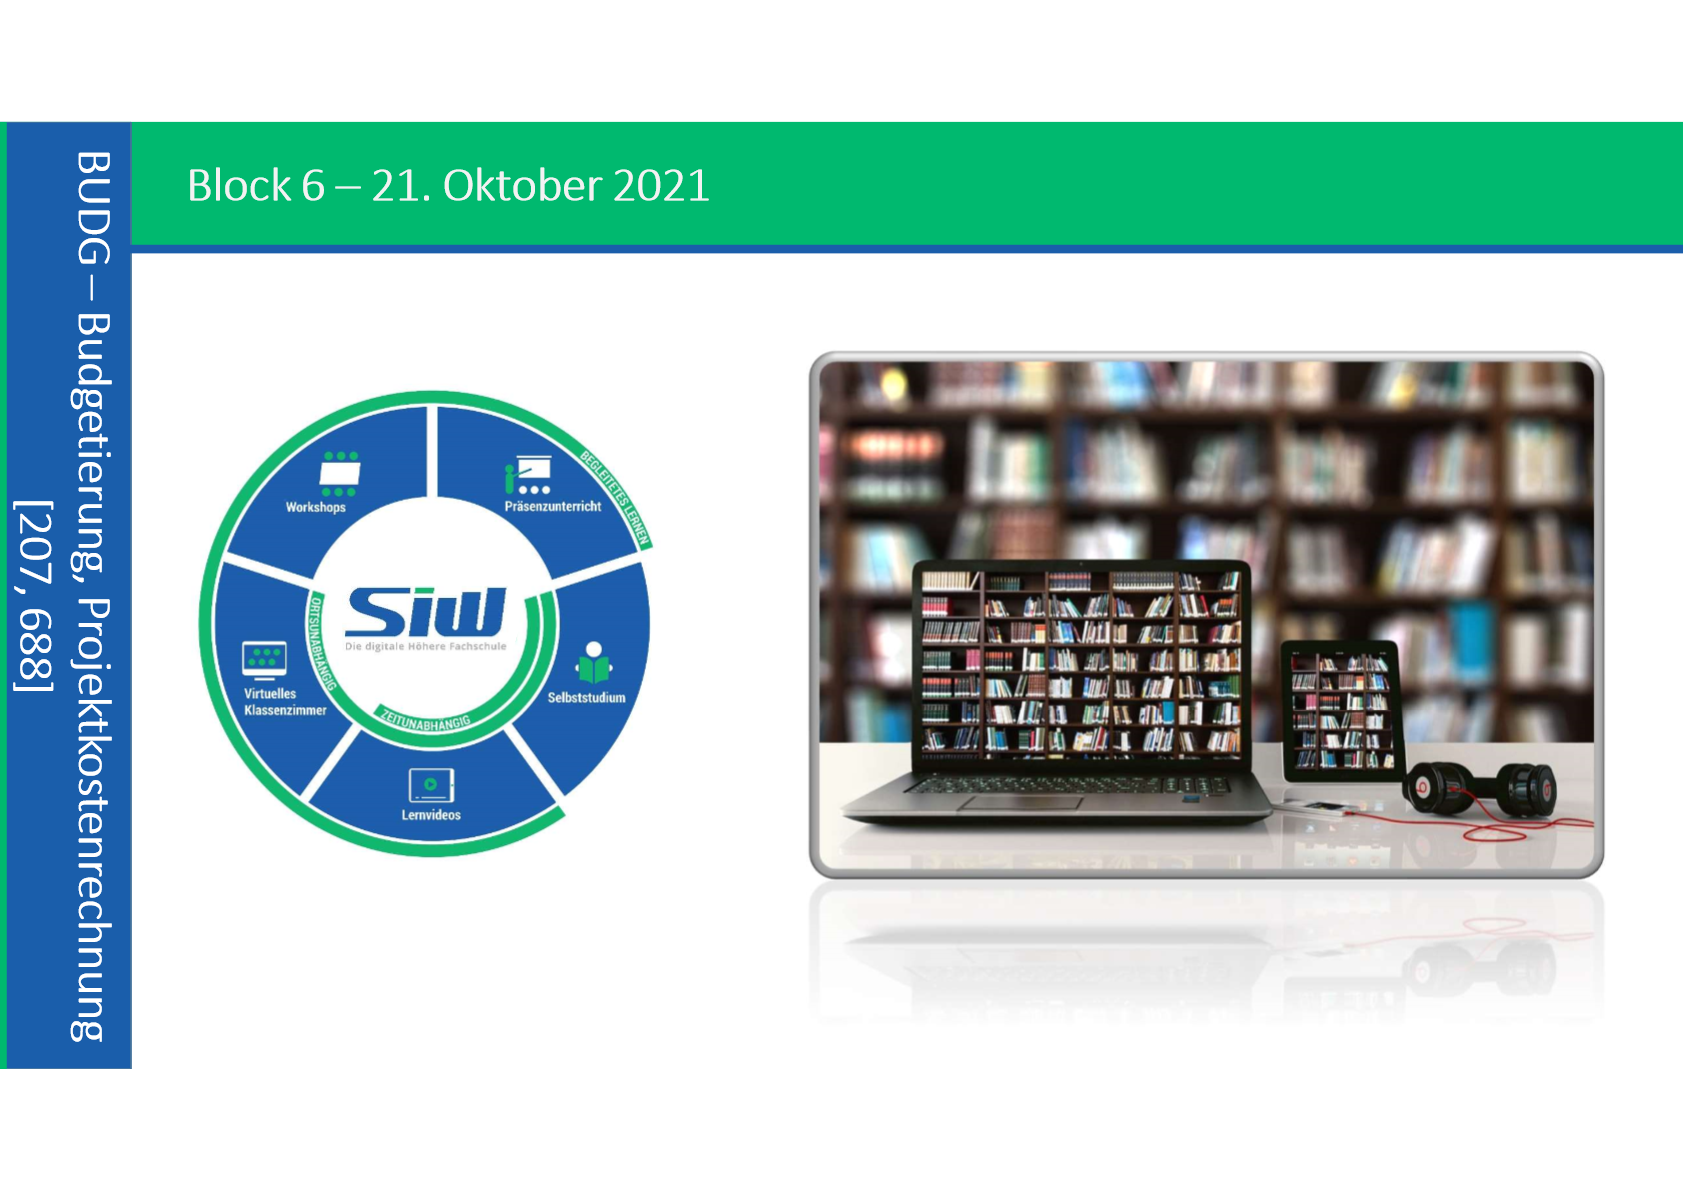 Block 6 – 21. Oktober 2021
BUDG – Budgetierung, Projektkostenrechnung
[207, 688]
Workshops
Präsenzunterricht
BEGLEITETES LERNEN
ORTSUNABHÄNGIG
SiW
Die digitale Höhere Fachschule
Virtuelles
Klassenzimmer
Selbststudium
ZEITUNABHÄNGIG
Lernvideos